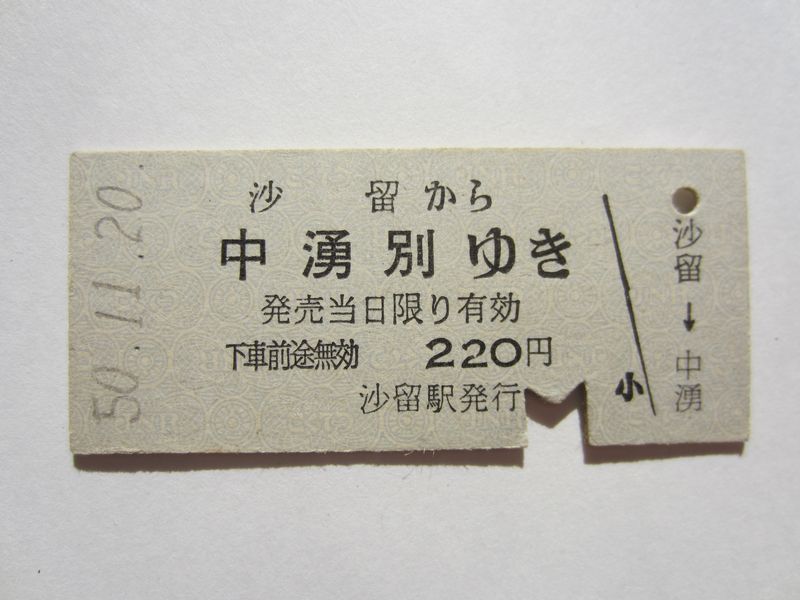 50.11.20
沙留から
中湧別ゆき
発売当日限り有効
下車前途無効 220円
沙留駅発行
小
沙留→中湧